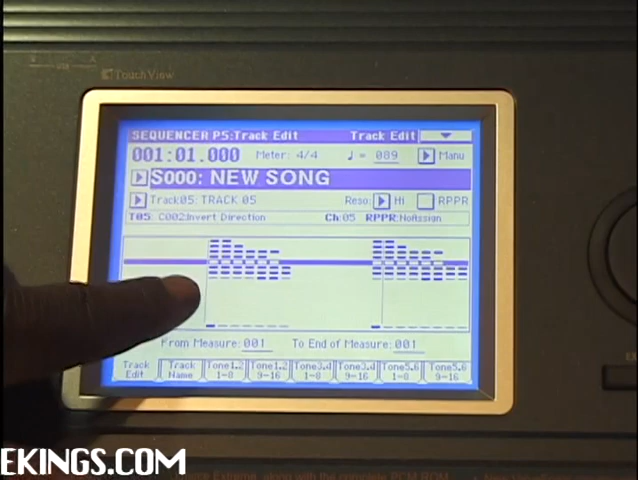 TouchView
SEQUENCER P5:Track Edit Track Edit
001:01.000 Meter: 4/4 ♩= 089 Manu
S000: NEW SONG
Track05: TRACK 05 Reso: Hi RPPR
T05: C002:Invert Direction Ch:05 RPPR:NoAssign
From Measure: 001 To End of Measure: 001
Track Edit Track Name Tone1.2 1-8 Tone1.2 9-16 Tone3.4 1-8 Tone3.4 9-16 Tone5.6 1-8 Tone5.6 9-16
EKINGS.COM